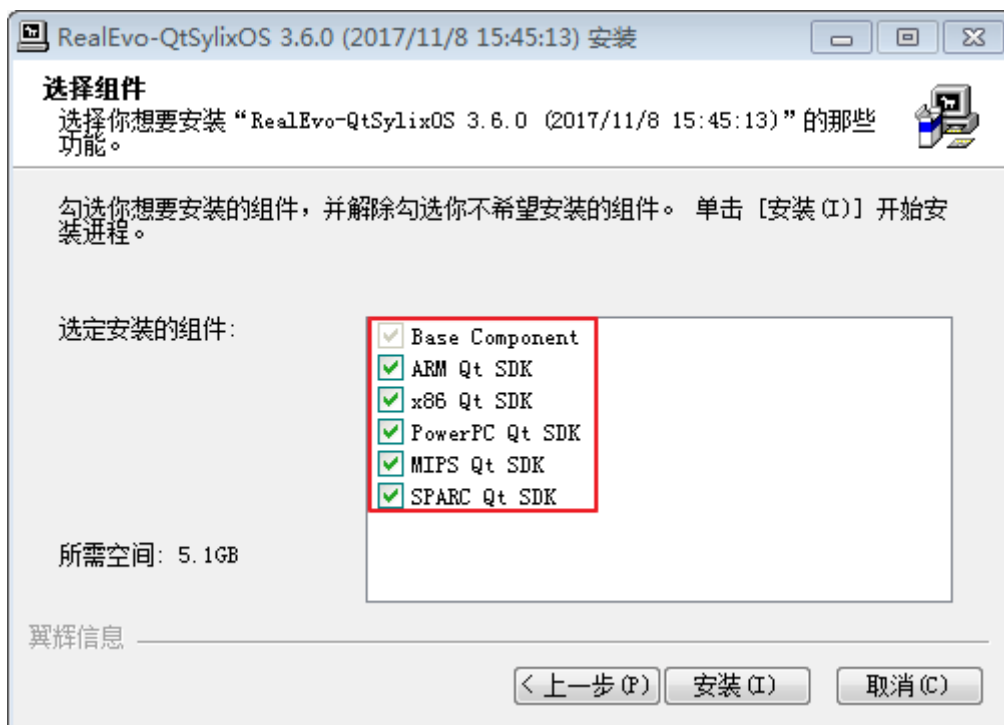 RealEvo-QtSylixOS 3.6.0 (2017/11/8 15:45:13) 安装
选择组件
选择你想要安装“RealEvo-QtSylixOS 3.6.0 (2017/11/8 15:45:13)”的那些
功能。
勾选你想要安装的组件，并解除勾选你不希望安装的组件。 单击 [安装(I)] 开始安
装进程。
选定安装的组件:
Base Component
ARM Qt SDK
x86 Qt SDK
PowerPC Qt SDK
MIPS Qt SDK
SPARC Qt SDK
所需空间: 5.1GB
翼辉信息
< 上一步(P)
安装(I)
取消(C)